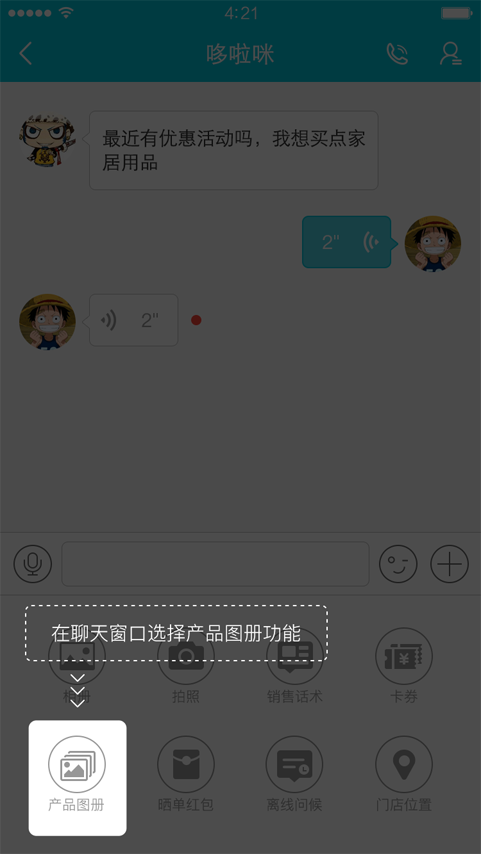 4:21
哆啦咪
最近有优惠活动吗，我想买点家
居用品
2"
2"
在聊天窗口选择产品图册功能
相册
拍照
销售话术
卡券
产品图册
晒单红包
离线问候
门店位置